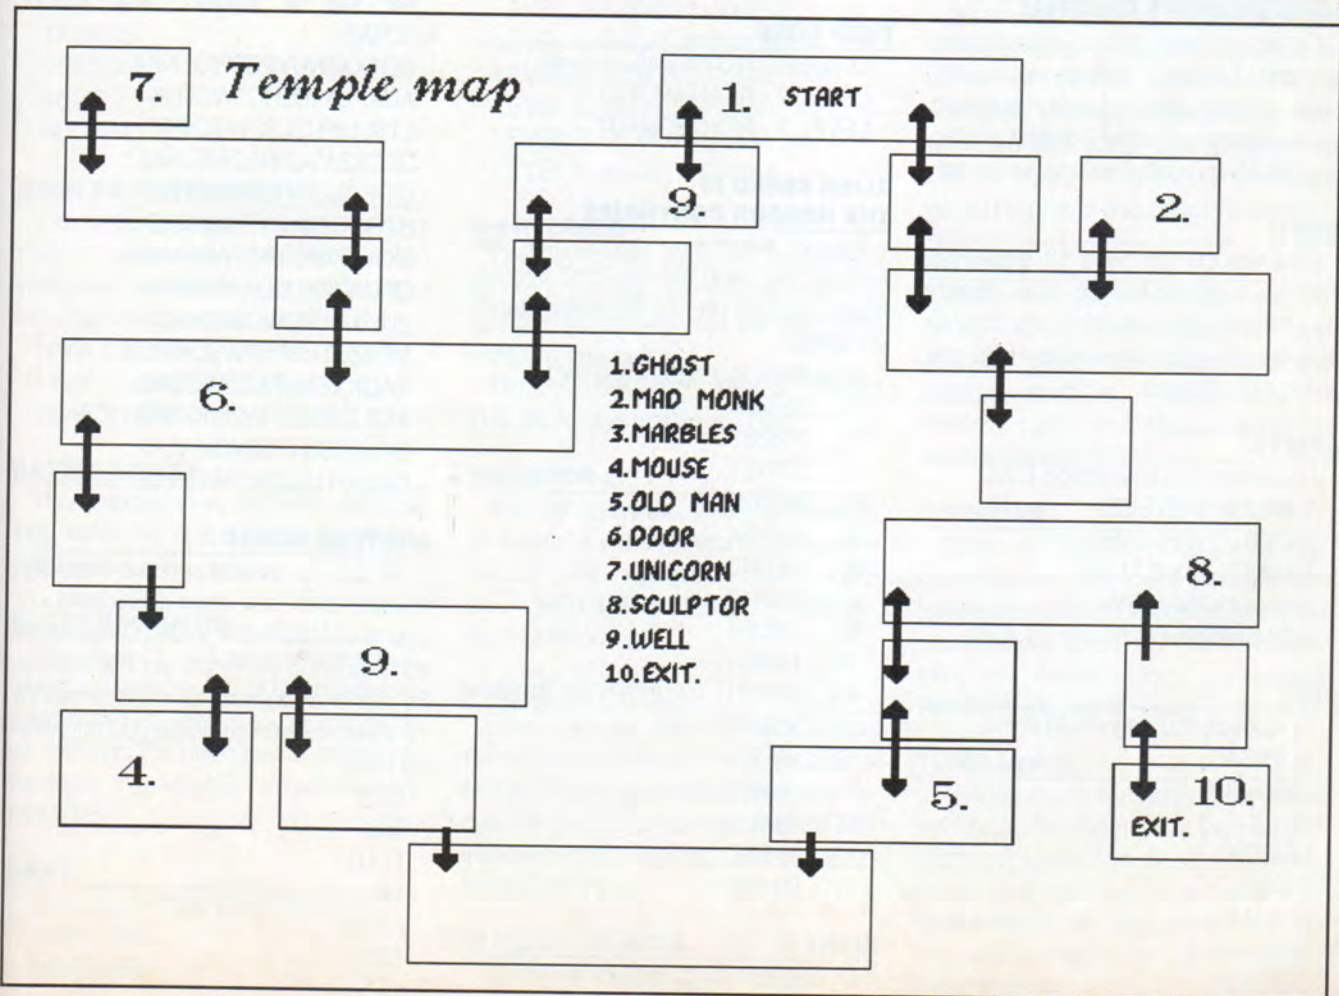 7. Temple map
1. START
9.
2.
6.
1.GHOST
2.MAD MONK
3.MARBLES
4.MOUSE
5.OLD MAN
6.DOOR
7.UNICORN
8.SCULPTOR
9.WELL
10.EXIT.
8.
9.
4.
5.
10.
EXIT.